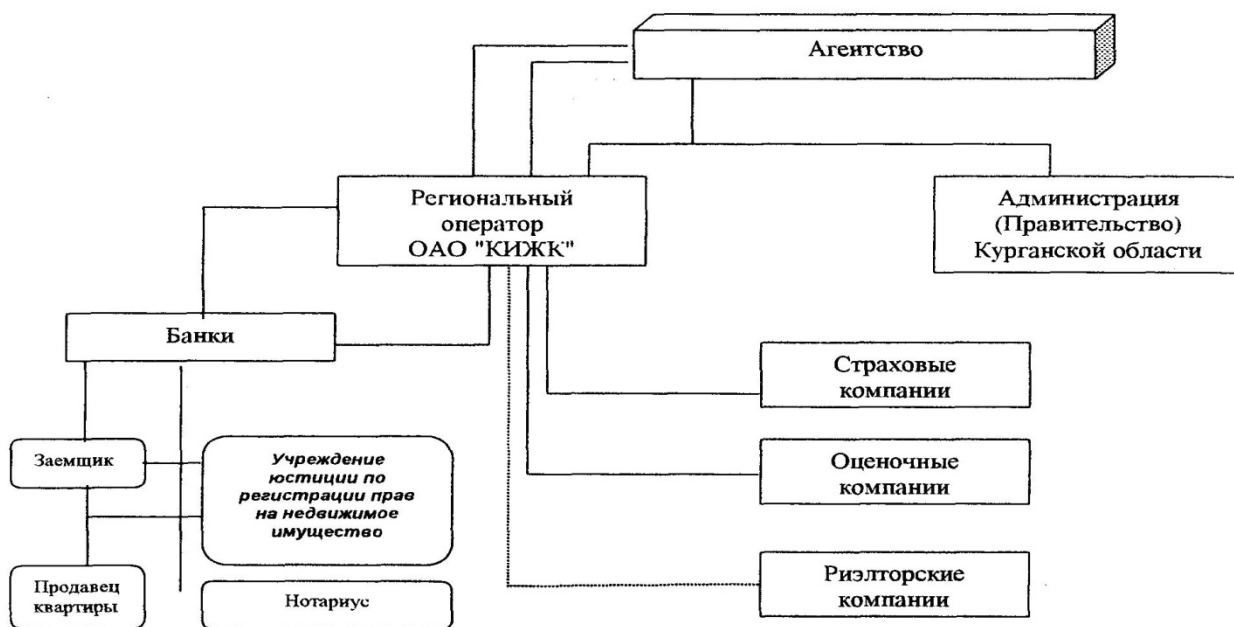 Агентство
Региональный
оператор
ОАО "КИЖК"
Администрация
(Правительство)
Курганской области
Банки
Страховые
компании
Заемщик
Учреждение
юстиции по
регистрации прав
на недвижимое
имущество
Оценочные
компании
Продавец
квартиры
Нотариус
Риэлторские
компании